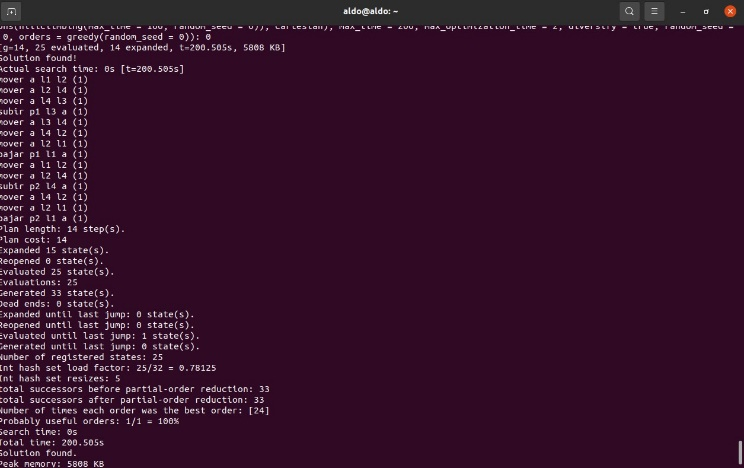 aldo@aldo: ~
max_time = 200, max_optimization_time = 2, diversify = true, random_seed =
0, orders = greedy(random_seed = 0)): 0
[g=14, 25 evaluated, 14 expanded, t=200.505s, 5808 KB]
Solution found!
Actual search time: 0s [t=200.505s]
mover a l1 l2 (1)
mover a l2 l4 (1)
mover a l4 l3 (1)
subir p1 l3 a (1)
mover a l3 l4 (1)
mover a l4 l2 (1)
mover a l2 l1 (1)
bajar p1 l1 a (1)
mover a l1 l2 (1)
mover a l2 l4 (1)
subir p2 l4 a (1)
mover a l4 l2 (1)
mover a l2 l1 (1)
bajar p2 l1 a (1)
Plan length: 14 step(s).
Plan cost: 14
Expanded 15 state(s).
Reopened 0 state(s).
Evaluated 25 state(s).
Evaluations: 25
Generated 33 state(s).
Dead ends: 0 state(s).
Expanded until last jump: 0 state(s).
Reopened until last jump: 0 state(s).
Evaluated until last jump: 1 state(s).
Generated until last jump: 0 state(s).
Number of registered states: 25
Int hash set load factor: 25/32 = 0.78125
Int hash set resizes: 5
total successors before partial-order reduction: 33
total successors after partial-order reduction: 33
Number of times each order was the best order: [24]
Probably useful orders: 1/1 = 100%
Search time: 0s
Total time: 200.505s
Solution found.
Peak memory: 5808 KB